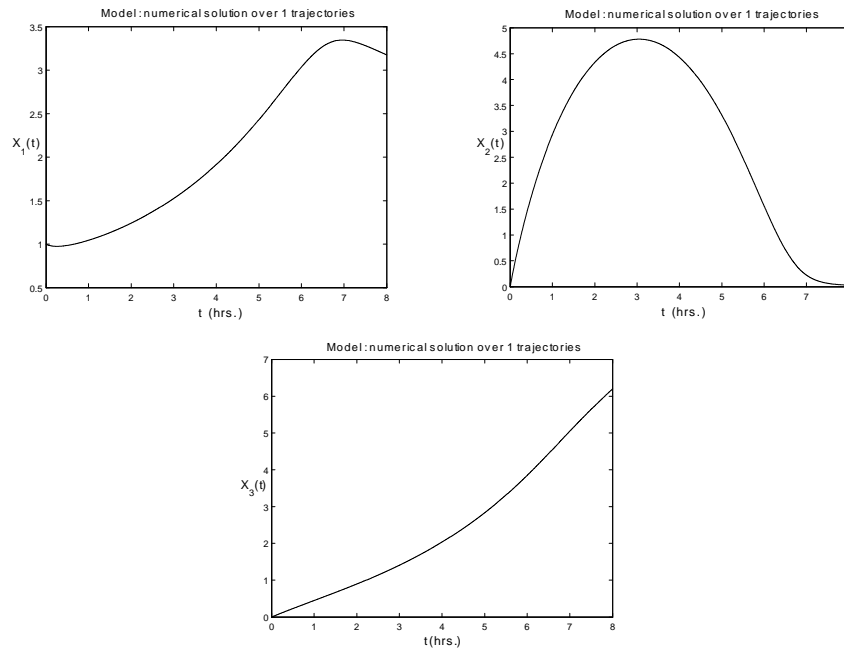 Model : numerical solution over 1 trajectories
3.5
3
2.5
X_1(t)
2
1.5
1
0.5
0 1 2 3 4 5 6 7 8
t (hrs.)
Model : numerical solution over 1 trajectories
5
4.5
4
3.5
3
X_2(t)
2.5
2
1.5
1
0.5
0
0 1 2 3 4 5 6 7
t (hrs.)
Model : numerical solution over 1 trajectories
7
6
5
4
X_3(t)
3
2
1
0
0 1 2 3 4 5 6 7 8
t (hrs.)